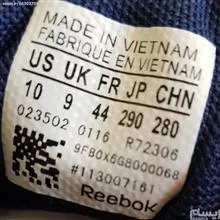 MADE IN VIETNAM
FABRIQUE EN VIETNAM
US UK FR JP CHN
10 9 44 290 280
023502 0116 R72306
9FB0X6G8000068
#113007161
Reebok